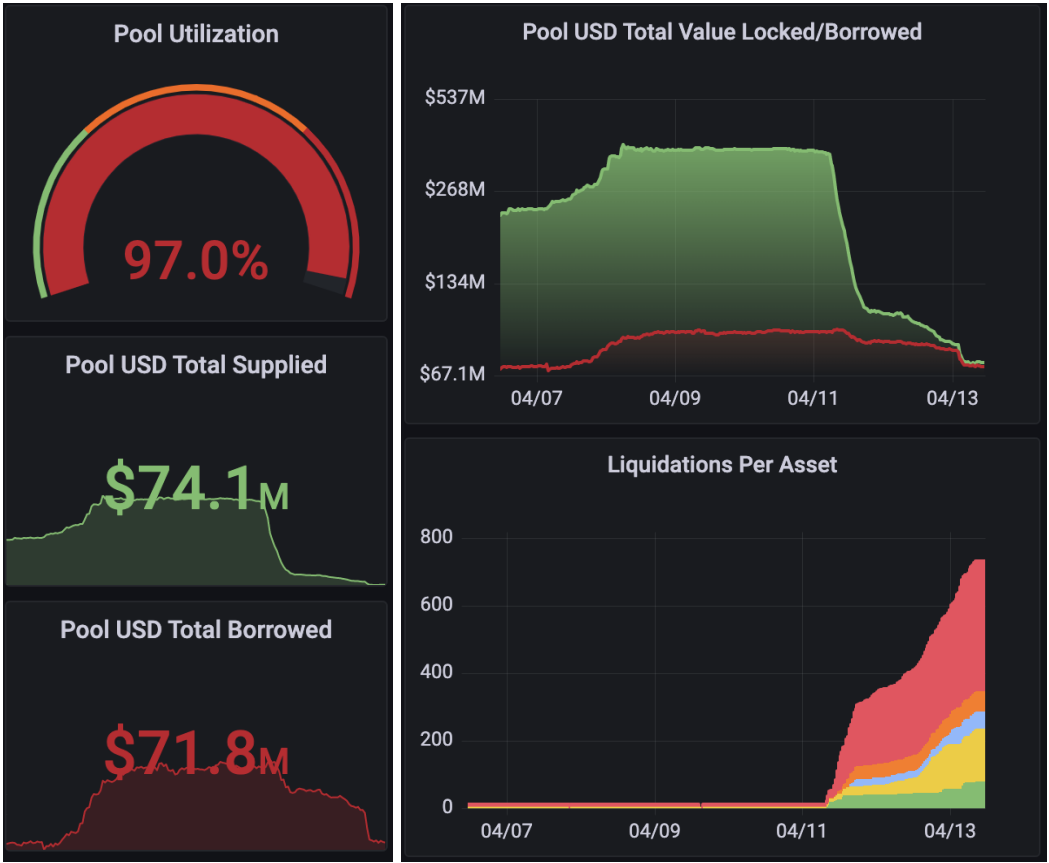 Pool Utilization
97.0%
Pool USD Total Supplied
$74.1M
Pool USD Total Borrowed
$71.8M
Pool USD Total Value Locked/Borrowed
$537M
$268M
$134M
$67.1M
04/07 04/09 04/11 04/13
Liquidations Per Asset
800
600
400
200
0
04/07 04/09 04/11 04/13